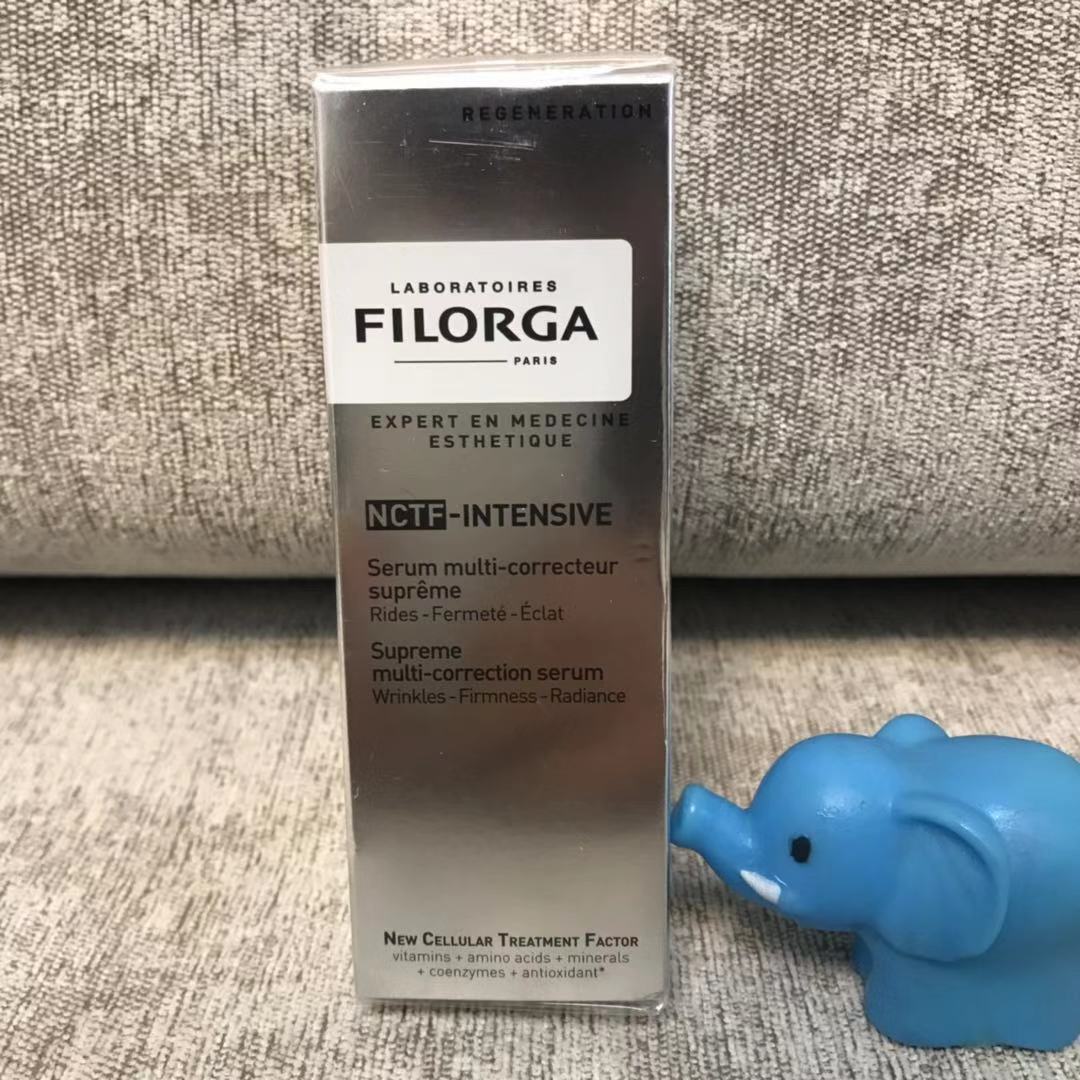 REGENERATION
LABORATOIRES
FILORGA
PARIS
EXPERT EN MEDECINE
ESTHETIQUE
NCTF-INTENSIVE
Serum multi-correcteur
suprême
Rides - Fermeté - Éclat
Supreme
multi-correction serum
Wrinkles - Firmness - Radiance
NEW CELLULAR TREATMENT FACTOR
vitamins + amino acids + minerals
+ coenzymes + antioxidant*